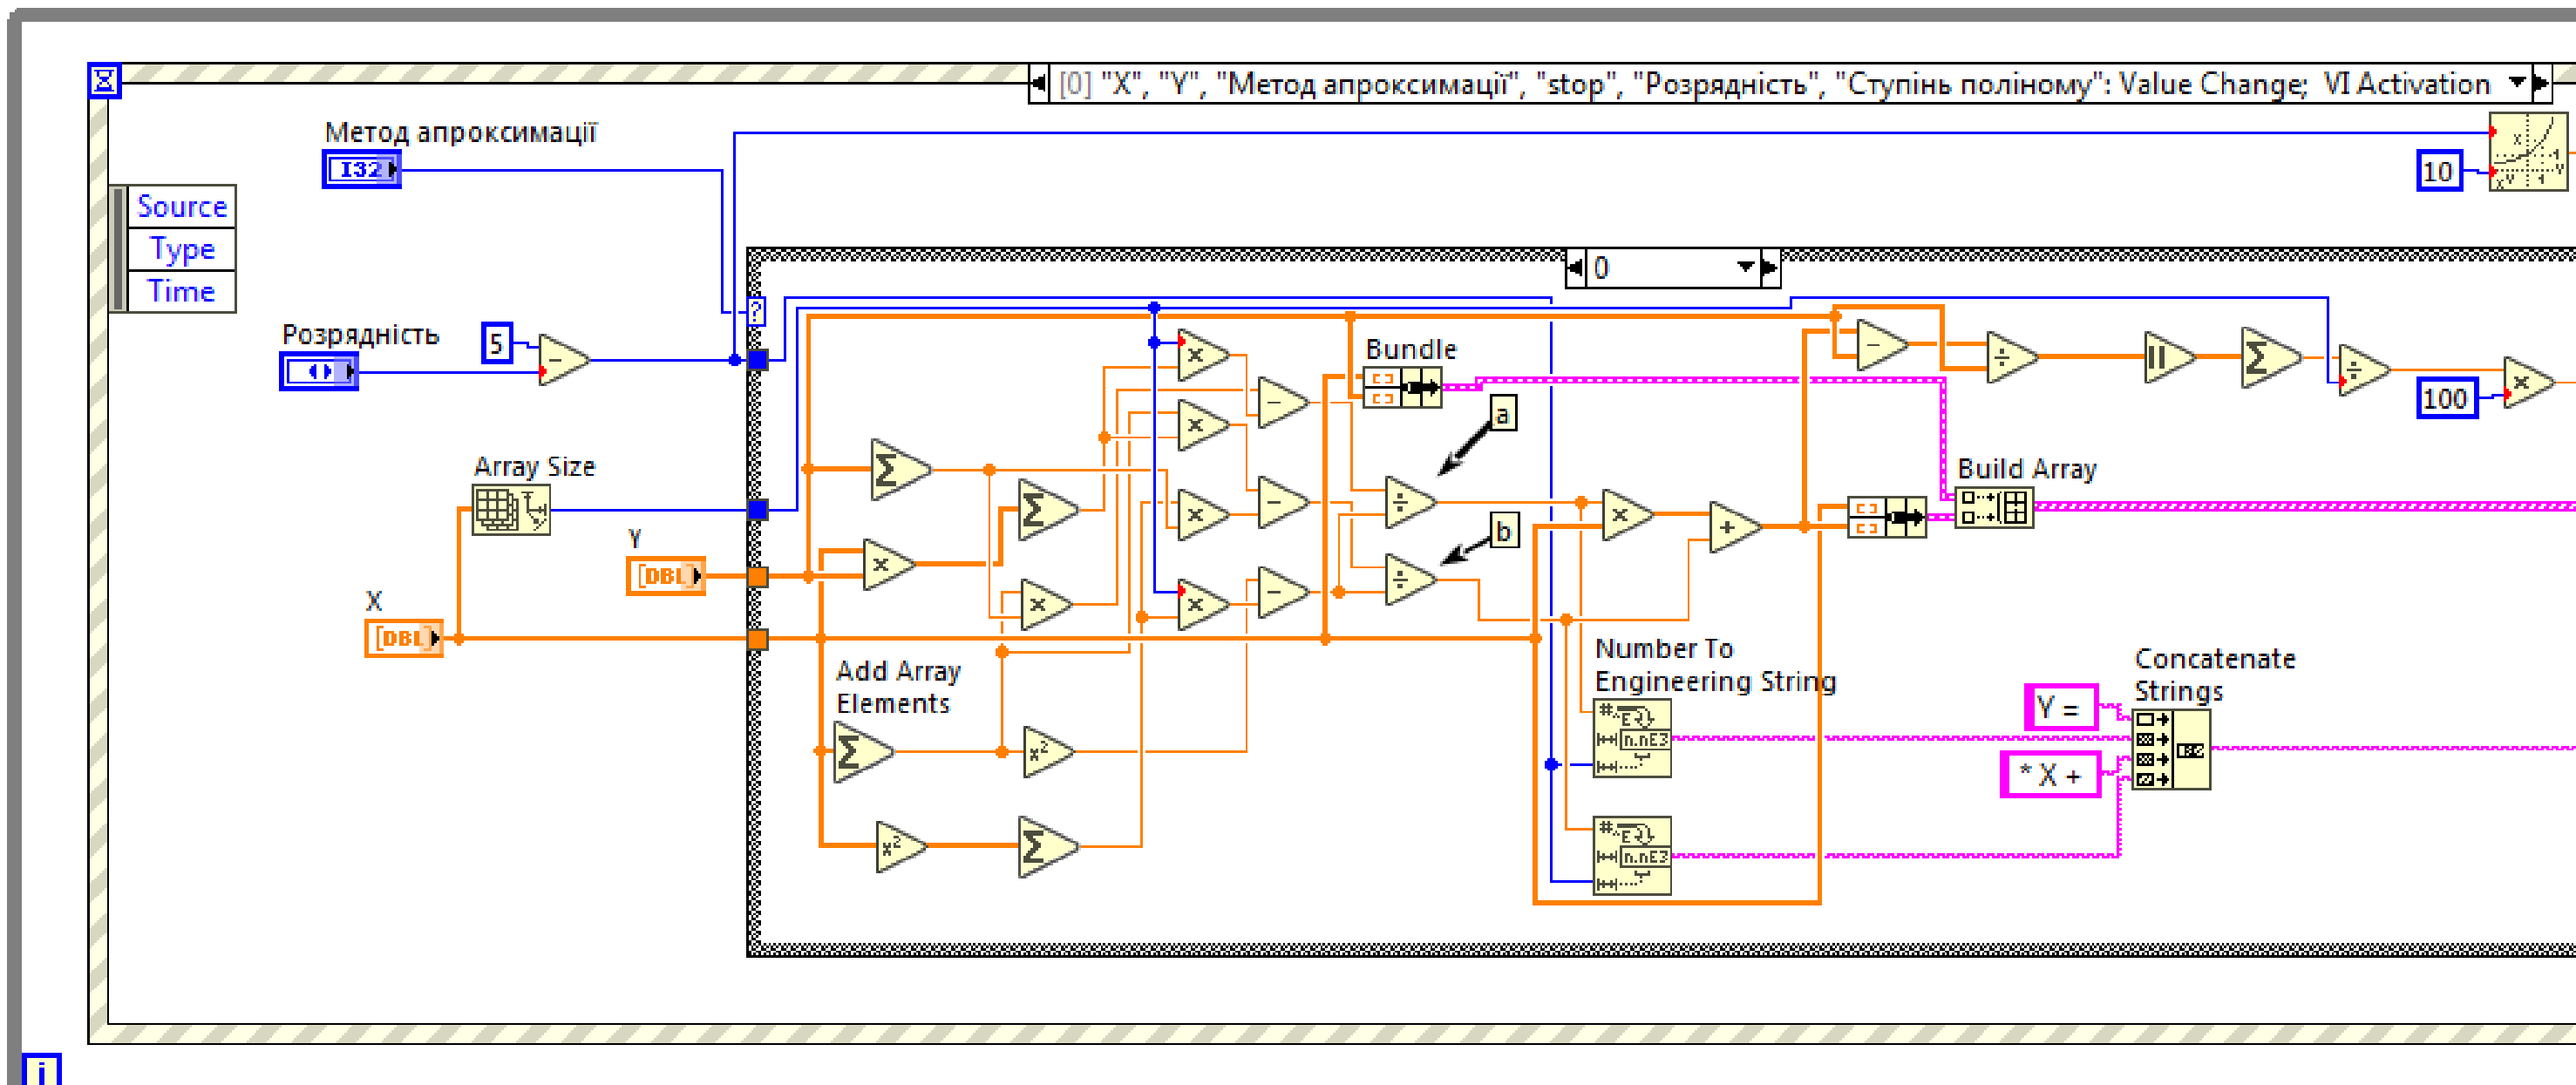 [0] "X", "Y", "Метод апроксимації", "stop", "Розрядність", "Ступінь поліному": Value Change; VI Activation
Метод апроксимації
I32
10
Source
Type
Time
0
Розрядність
5
Bundle
100
a
Array Size
Build Array
Y
b
[DBL]
X
[DBL]
Number To
Engineering String
Concatenate
Strings
Add Array
Elements
Y =
* X +
n.nE3
n.nE3
i